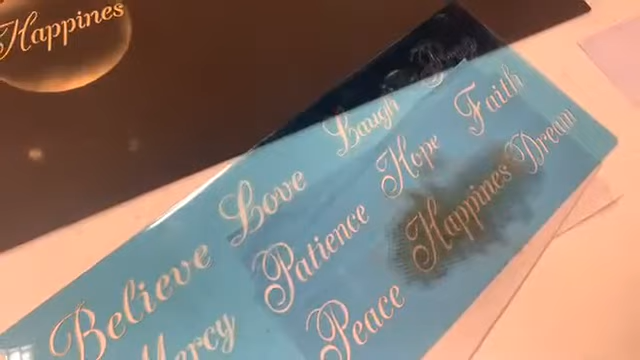 Happines
Laugh
Faith
Love
Hope
Dream
Believe
Patience
Happines
Mercy
Peace